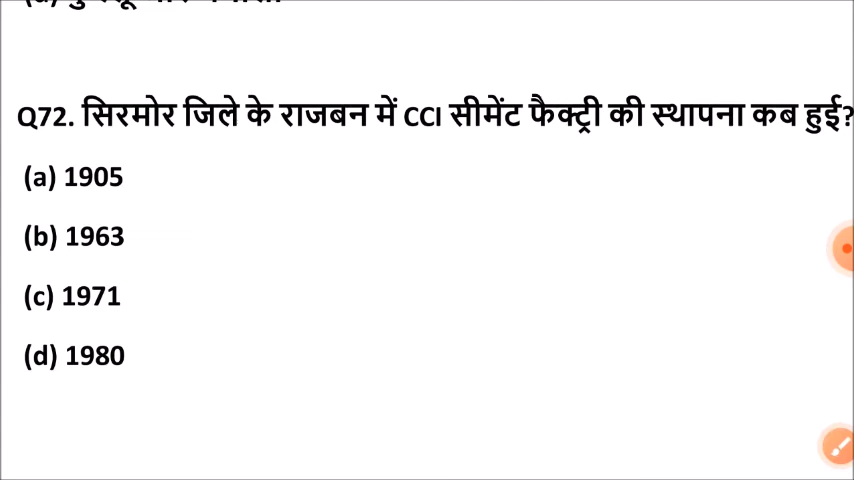 Q72. सिरमोर जिले के राजबन में CCI सीमेंट फैक्ट्री की स्थापना कब हुई?
(a) 1905
(b) 1963
(c) 1971
(d) 1980